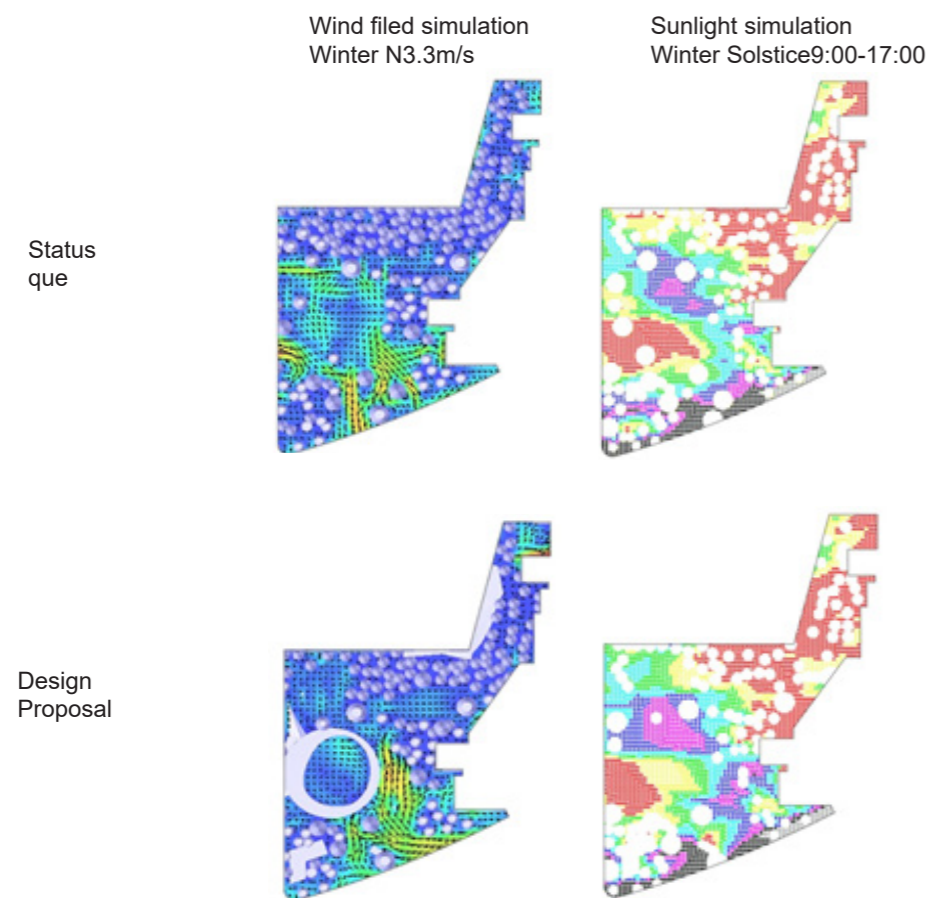 Wind filed simulation
Winter N3.3m/s
Sunlight simulation
Winter Solstice9:00-17:00
Status
que
Design
Proposal